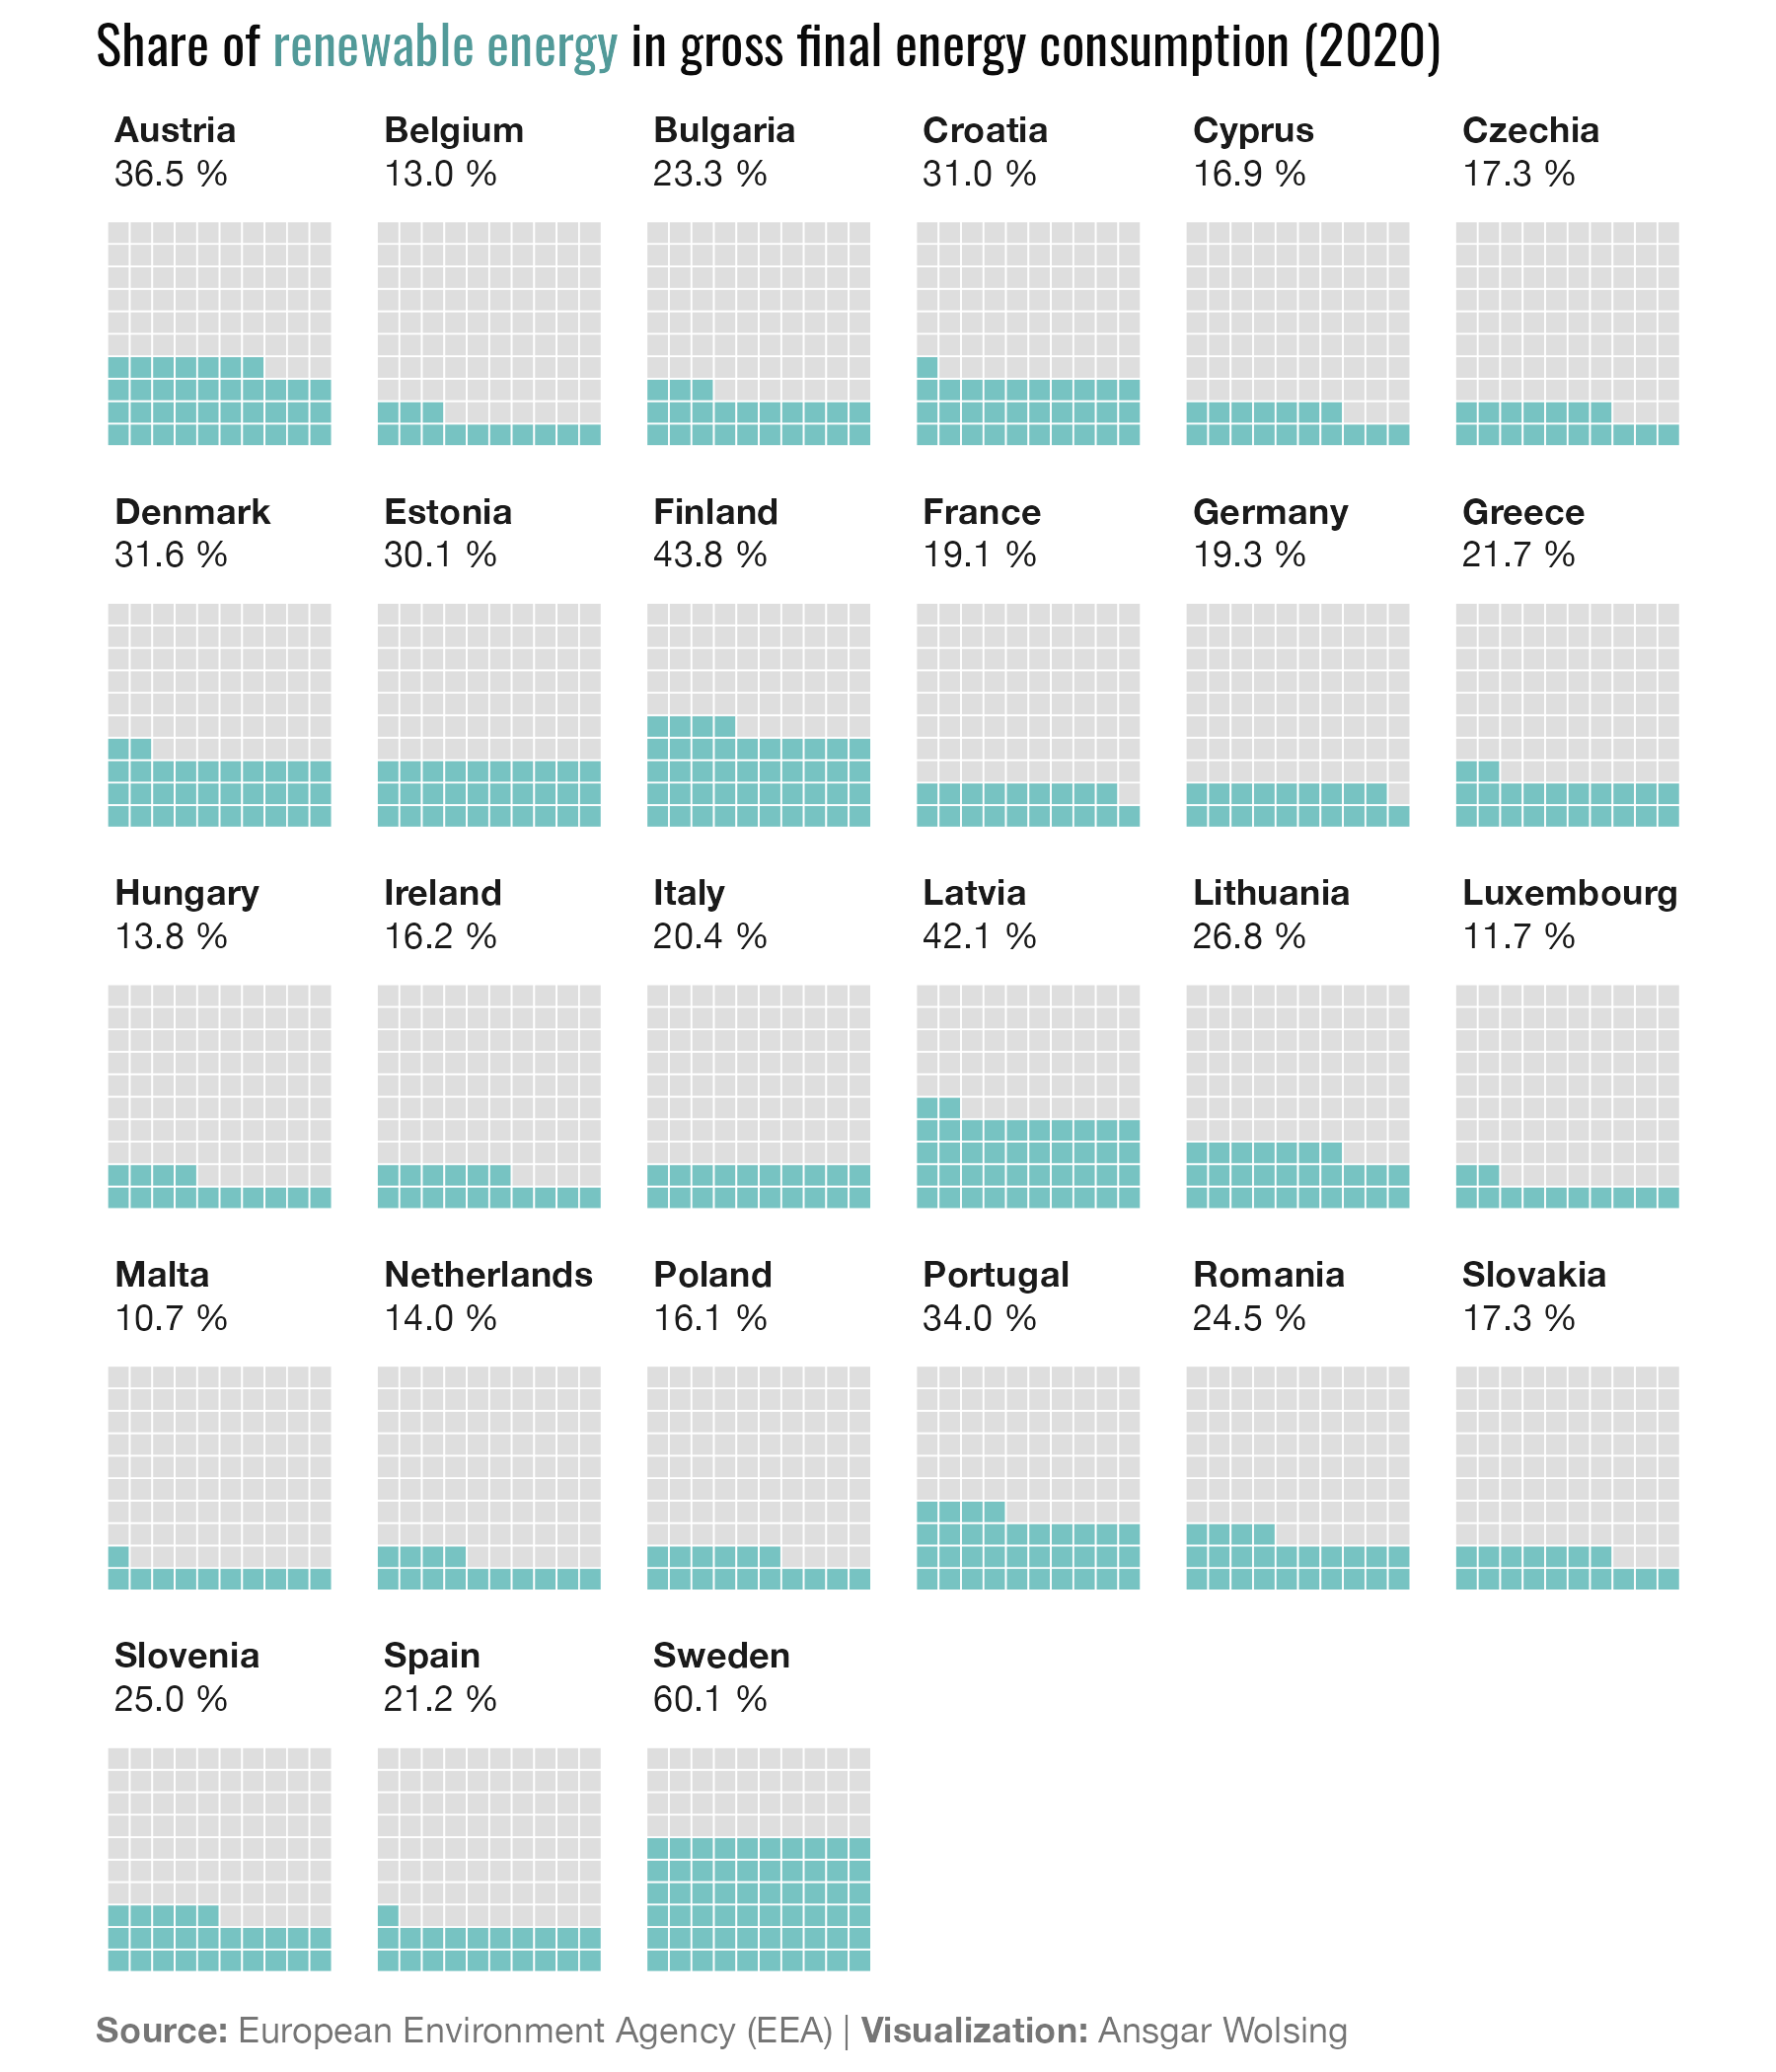 Share of renewable energy in gross final energy consumption (2020)
Austria Belgium Bulgaria Croatia Cyprus Czechia
36.5 % 13.0 % 23.3 % 31.0 % 16.9 % 17.3 %
Denmark Estonia Finland France Germany Greece
31.6 % 30.1 % 43.8 % 19.1 % 19.3 % 21.7 %
Hungary Ireland Italy Latvia Lithuania Luxembourg
13.8 % 16.2 % 20.4 % 42.1 % 26.8 % 11.7 %
Malta Netherlands Poland Portugal Romania Slovakia
10.7 % 14.0 % 16.1 % 34.0 % 24.5 % 17.3 %
Slovenia Spain Sweden
25.0 % 21.2 % 60.1 %
Source: European Environment Agency (EEA) | Visualization: Ansgar Wolsing